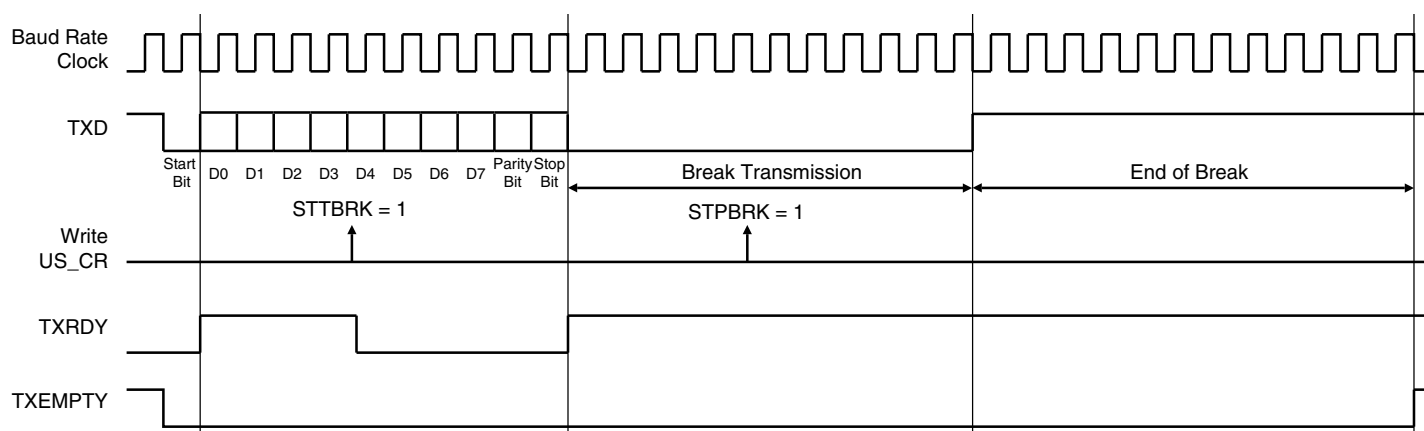 Baud Rate
Clock
TXD
Start
Bit
D0
D1
D2
D3
D4
D5
D6
D7
Parity
Bit
Stop
Bit
Break Transmission
End of Break
STTBRK = 1
STPBRK = 1
Write
US_CR
TXRDY
TXEMPTY